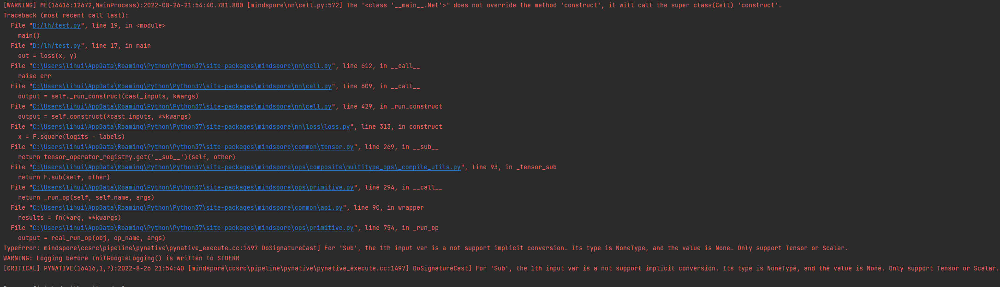 [WARNING] ME(16416:12672,MainProcess):2022-08-26-21:54:40.781.800 [mindspore\nn\cell.py:572] The '<class '__main__.Net'>' does not override the method 'construct', it will call the super class(Cell) 'construct'.
Traceback (most recent call last):
  File "D:/lh/test.py", line 19, in <module>
    main()
  File "D:/lh/test.py", line 17, in main
    out = loss(x, y)
  File "C:\Users\lihui\AppData\Roaming\Python\Python37\site-packages\mindspore\nn\cell.py", line 612, in __call__
    raise err
  File "C:\Users\lihui\AppData\Roaming\Python\Python37\site-packages\mindspore\nn\cell.py", line 609, in __call__
    output = self._run_construct(cast_inputs, kwargs)
  File "C:\Users\lihui\AppData\Roaming\Python\Python37\site-packages\mindspore\nn\cell.py", line 429, in _run_construct
    output = self.construct(*cast_inputs, **kwargs)
  File "C:\Users\lihui\AppData\Roaming\Python\Python37\site-packages\mindspore\nn\loss\loss.py", line 313, in construct
    x = F.square(logits - labels)
  File "C:\Users\lihui\AppData\Roaming\Python\Python37\site-packages\mindspore\common\tensor.py", line 269, in __sub__
    return tensor_operator_registry.get('__sub__')(self, other)
  File "C:\Users\lihui\AppData\Roaming\Python\Python37\site-packages\mindspore\ops\composite\multitype_ops\_compile_utils.py", line 93, in _tensor_sub
    return F.sub(self, other)
  File "C:\Users\lihui\AppData\Roaming\Python\Python37\site-packages\mindspore\ops\primitive.py", line 294, in __call__
    return _run_op(self, self.name, args)
  File "C:\Users\lihui\AppData\Roaming\Python\Python37\site-packages\mindspore\common\api.py", line 90, in wrapper
    results = fn(*arg, **kwargs)
  File "C:\Users\lihui\AppData\Roaming\Python\Python37\site-packages\mindspore\ops\primitive.py", line 754, in _run_op
    output = real_run_op(obj, op_name, args)
TypeError: mindspore\ccsrc\pipeline\pynative\pynative_execute.cc:1497 DoSignatureCast] For 'Sub', the 1th input var is a not support implicit conversion. Its type is NoneType, and the value is None. Only support Tensor or Scalar.
WARNING: Logging before InitGoogleLogging() is written to STDERR
[CRITICAL] PYNATIVE(16416,1,?):2022-8-26 21:54:40 [mindspore\ccsrc\pipeline\pynative\pynative_execute.cc:1497] DoSignatureCast] For 'Sub', the 1th input var is a not support implicit conversion. Its type is NoneType, and the value is None. Only support Tensor or Scalar.